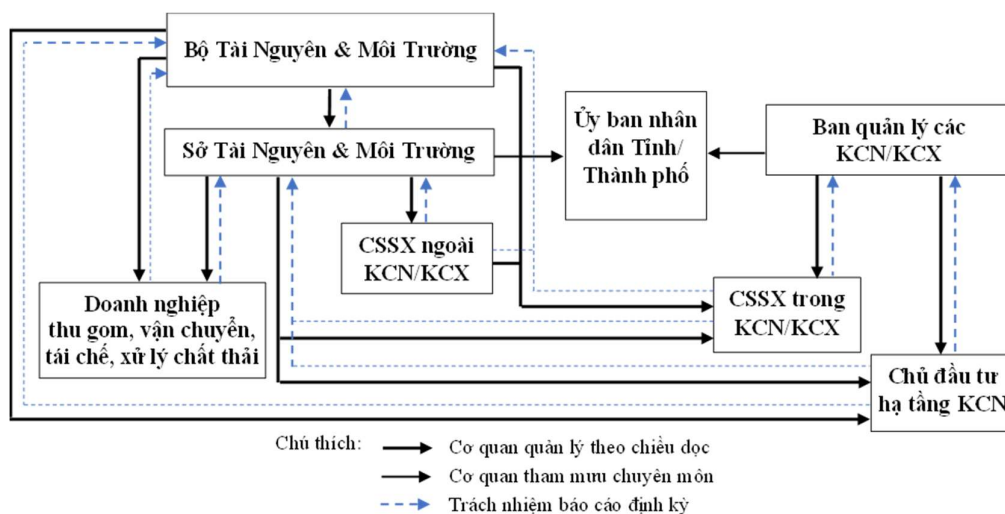 Bộ Tài Nguyên & Môi Trường
Sở Tài Nguyên & Môi Trường
Ủy ban nhân
dân Tỉnh/
Thành phố
Ban quản lý các
KCN/KCX
CSSX ngoài
KCN/KCX
Doanh nghiệp
thu gom, vận chuyển,
tái chế, xử lý chất thải
CSSX trong
KCN/KCX
Chủ đầu tư
hạ tầng KCN
Chú thích:
Cơ quan quản lý theo chiều dọc
Cơ quan tham mưu chuyên môn
Trách nhiệm báo cáo định kỳ